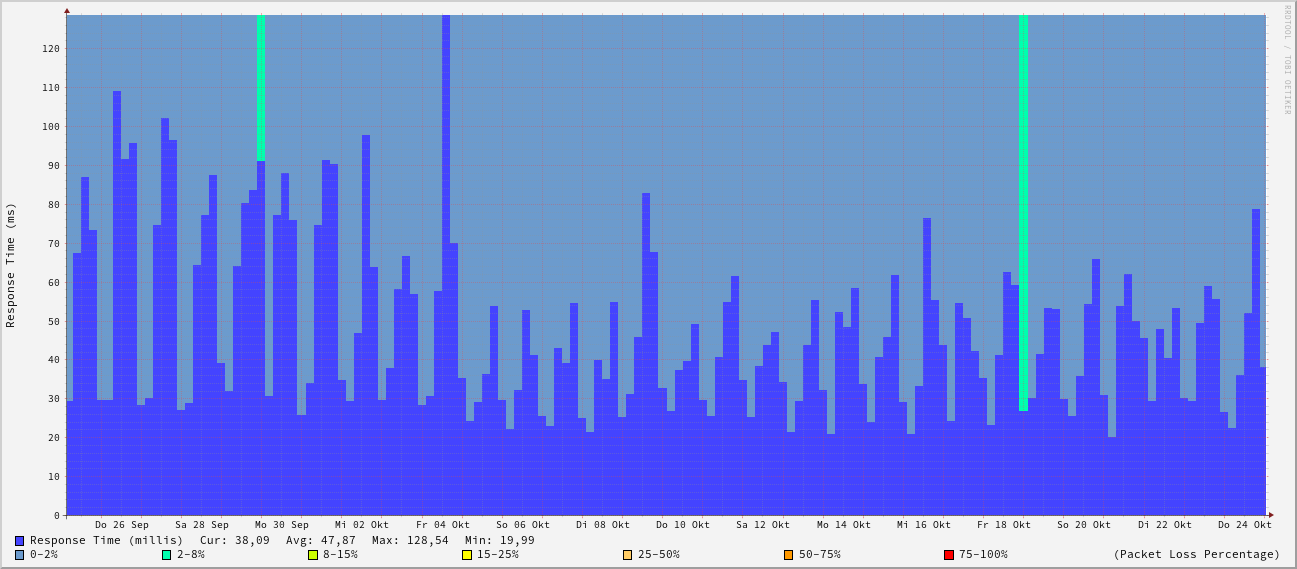 RRDTOOL / TOBI OETIKER
Response Time (ms)
120
110
100
90
80
70
60
50
40
30
20
10
0
Do 26 Sep Sa 28 Sep Mo 30 Sep Mi 02 Okt Fr 04 Okt So 06 Okt Di 08 Okt Do 10 Okt Sa 12 Okt Mo 14 Okt Mi 16 Okt Fr 18 Okt So 20 Okt Di 22 Okt Do 24 Okt
Response Time (millis) Cur: 38,09 Avg: 47,87 Max: 128,54 Min: 19,99
0-2% 2-8% 8-15% 15-25% 25-50% 50-75% 75-100% (Packet Loss Percentage)